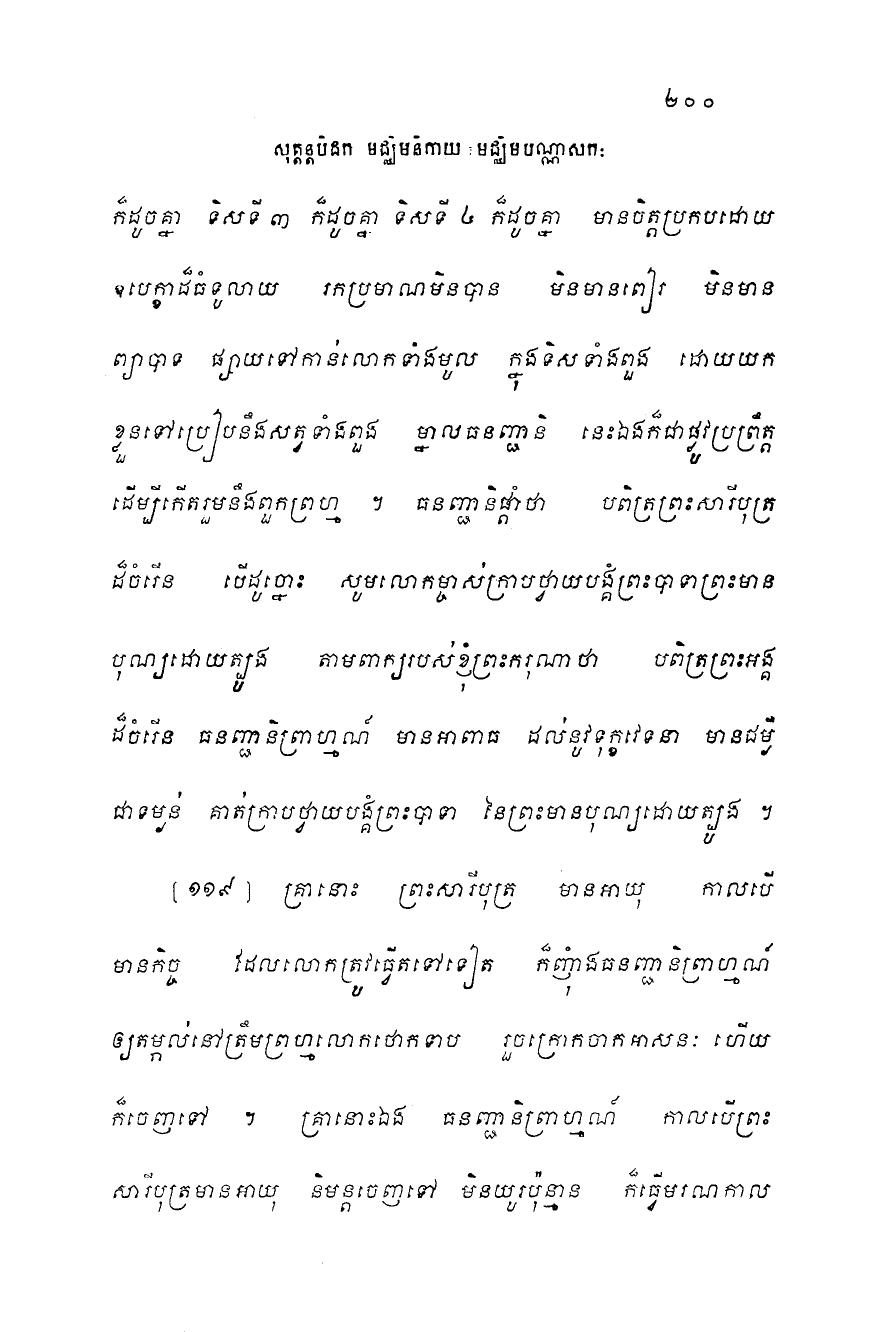 ២០០
សុត្តន្តបិដក មជ្ឈិមនិកាយ មជ្ឈិមបណ្ណាសកៈ
ក៏ដូចគ្នា ទិសទី ៣ ក៏ដូចគ្នា ទិសទី ៤ ក៏ដូចគ្នា មានចិត្តប្រកបដោយ
ឧបេក្ខាដ៏ធំទូលាយ រកប្រមាណមិនបាន មិនមានពៀរ មិនមាន
ព្យាបាទ ផ្សាយទៅកាន់លោកទាំងមូល ក្នុងទិសទាំងពួង ដោយយក
ខ្លួនទៅប្រៀបនឹងសត្វទាំងពួង ម្នាលធនញ្ជានិ នេះឯងក៏ជាផ្លូវប្រព្រឹត្ត
ដើម្បីកើតរួមនឹងពួកព្រហ្ម ។ ធនញ្ជានិផ្តាំថា បពិត្រព្រះសារីបុត្រ
ដ៏ចំរើន បើដូច្នោះ សូមលោកម្ចាស់ក្រាបថ្វាយបង្គំព្រះបាទាព្រះមាន
បុណ្យដោយត្បូង តាមពាក្យរបស់ខ្ញុំព្រះករុណាថា បពិត្រព្រះអង្គ
ដ៏ចំរើន ធនញ្ជានិព្រាហ្មណ៍ មានអាពាធ ដល់នូវទុក្ខវេទនា មានជម្ងឺ
ជាទម្ងន់ គាត់ក្រាបថ្វាយបង្គំព្រះបាទា នៃព្រះមានបុណ្យដោយត្បូង ។
[១១៩] គ្រានោះ ព្រះសារីបុត្រ មានអាយុ កាលបើ
មានកិច្ច ដែលលោកត្រូវធ្វើតទៅទៀត ក៏ញុំាងធនញ្ជានិព្រាហ្មណ៍
ឲ្យតម្កល់នៅត្រឹមព្រហ្មលោកថោកទាប រួចក្រោកចាកអាសនៈ ហើយ
ក៏ចេញទៅ ។ គ្រានោះឯង ធនញ្ជានិព្រាហ្មណ៍ កាលបើព្រះ
សារីបុត្រមានអាយុ និមន្តចេញទៅ មិនយូរប៉ុន្មាន ក៏ធ្វើមរណកាល